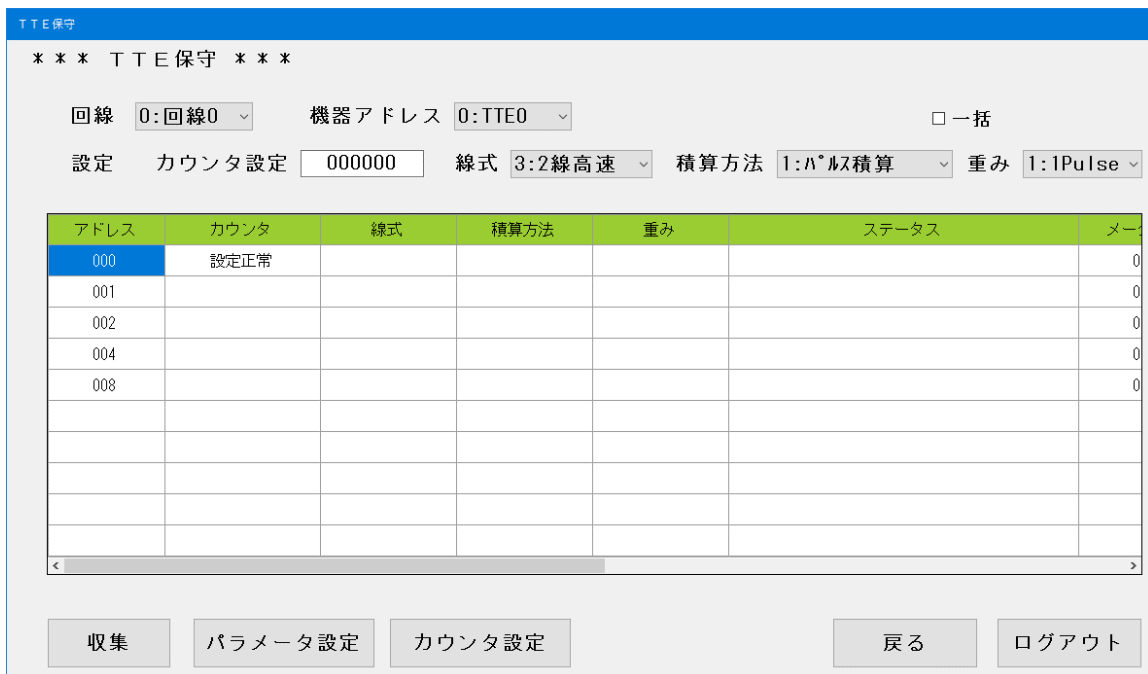 ＴＴＥ保守
＊＊＊ ＴＴＥ保守 ＊＊＊
回線 0:回線0 機器アドレス 0:TTE0 一括
設定 カウンタ設定 000000 線式 3:2線高速 積算方法 1:ﾊﾟﾙｽ積算 重み 1:1Pulse
アドレス カウンタ 線式 積算方法 重み ステータス メー
000 設定正常 0
001 0
002 0
004 0
008 0
収集 パラメータ設定 カウンタ設定 戻る ログアウト